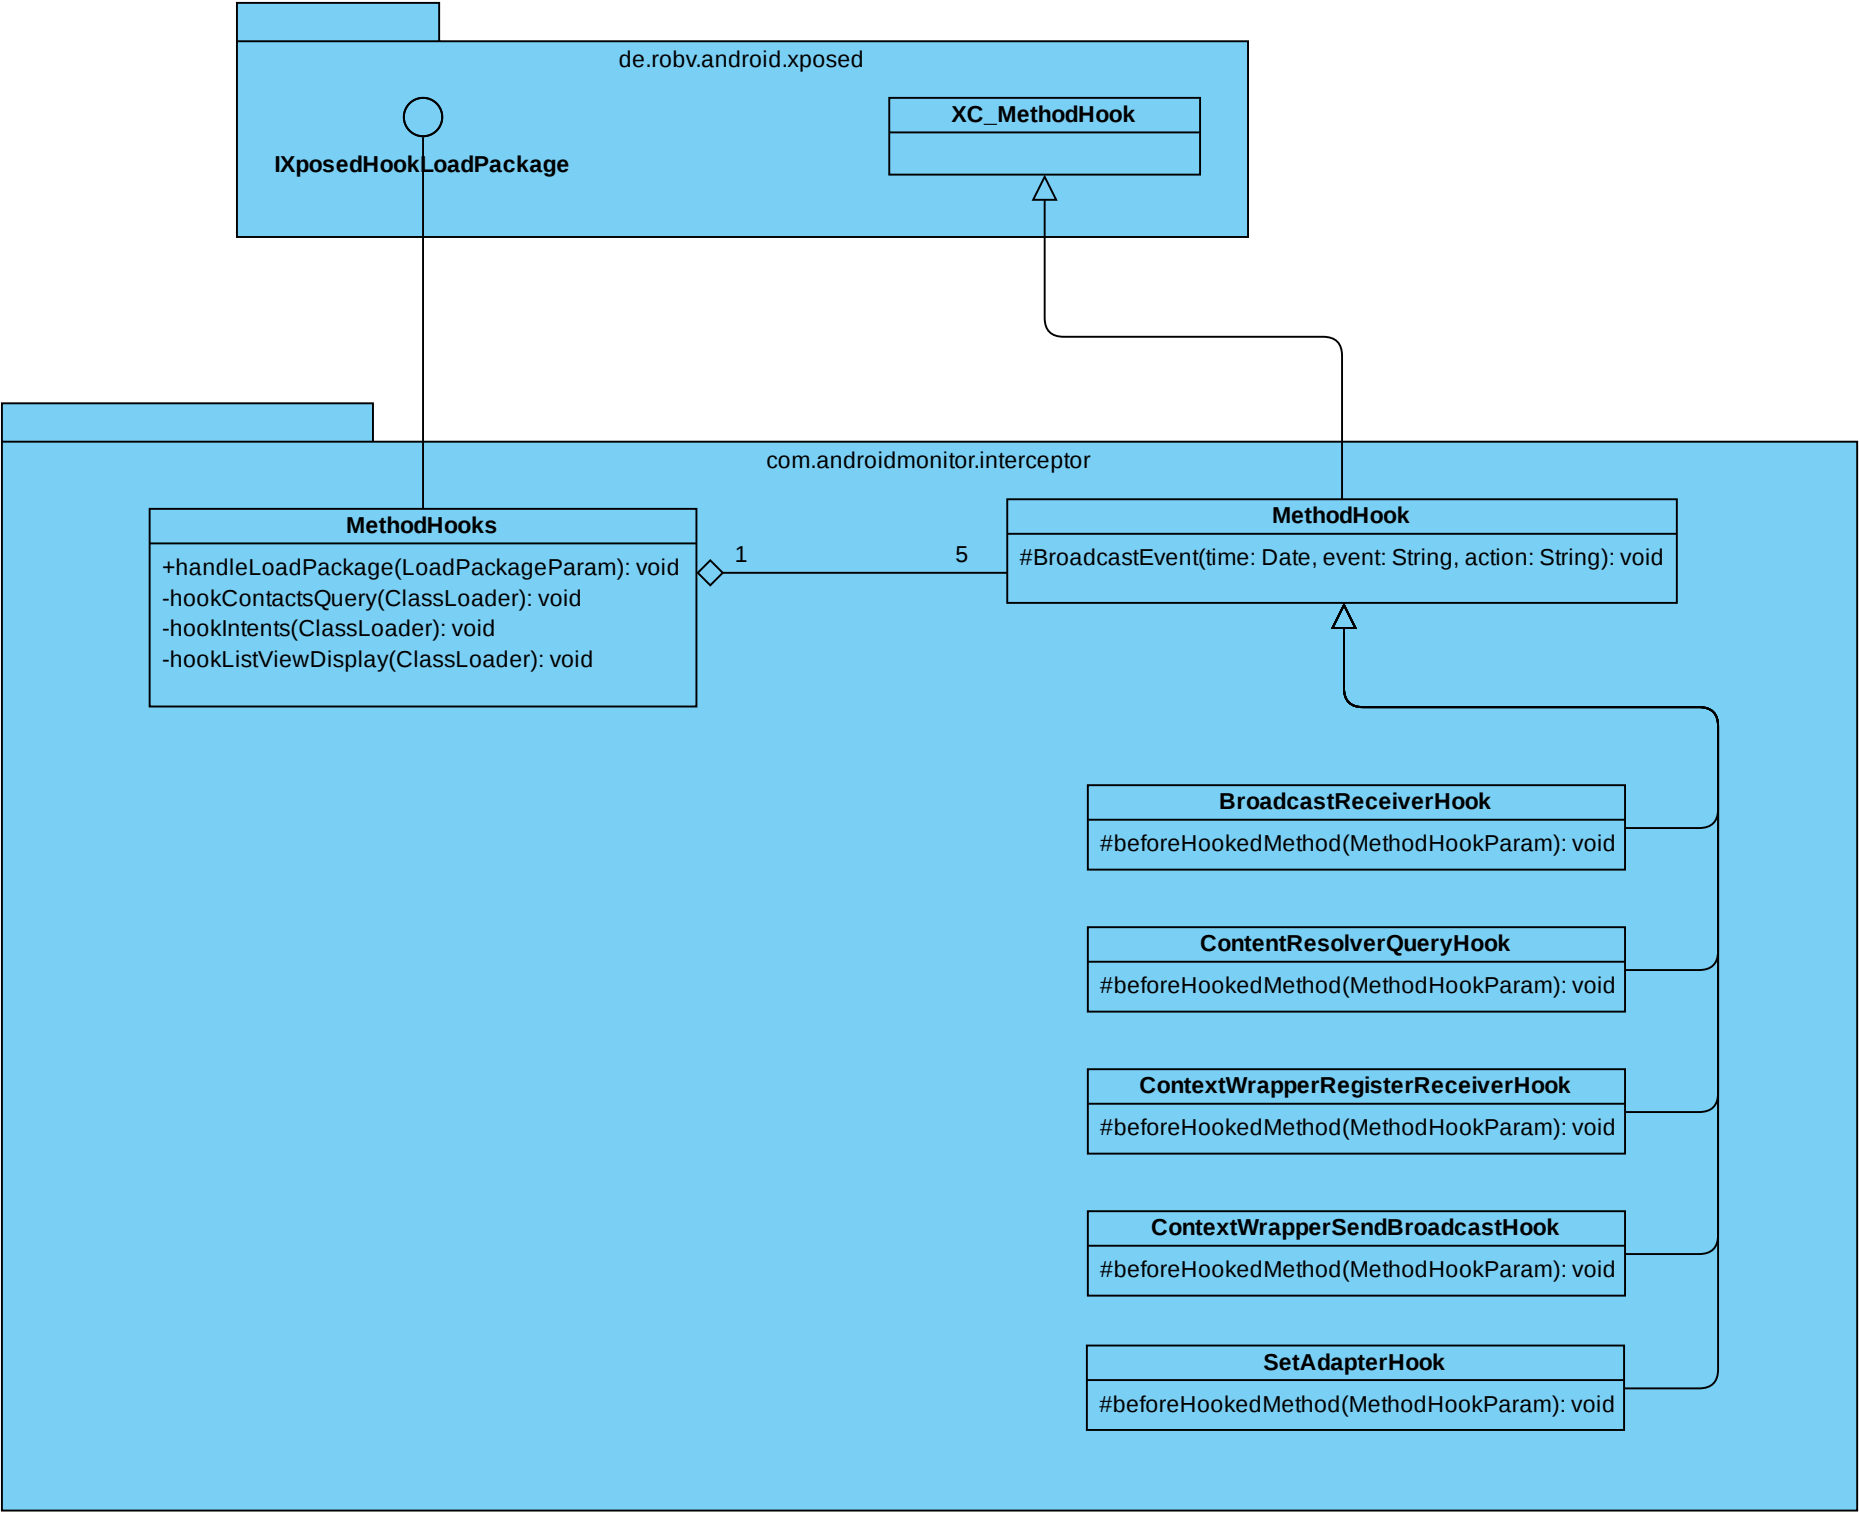 de.robv.android.xposed
IXposedHookLoadPackage
XC_MethodHook
com.androidmonitor.interceptor
MethodHooks
+handleLoadPackage(LoadPackageParam): void
-hookContactsQuery(ClassLoader): void
-hookIntents(ClassLoader): void
-hookListViewDisplay(ClassLoader): void
1
5
MethodHook
#BroadcastEvent(time: Date, event: String, action: String): void
BroadcastReceiverHook
#beforeHookedMethod(MethodHookParam): void
ContentResolverQueryHook
#beforeHookedMethod(MethodHookParam): void
ContextWrapperRegisterReceiverHook
#beforeHookedMethod(MethodHookParam): void
ContextWrapperSendBroadcastHook
#beforeHookedMethod(MethodHookParam): void
SetAdapterHook
#beforeHookedMethod(MethodHookParam): void